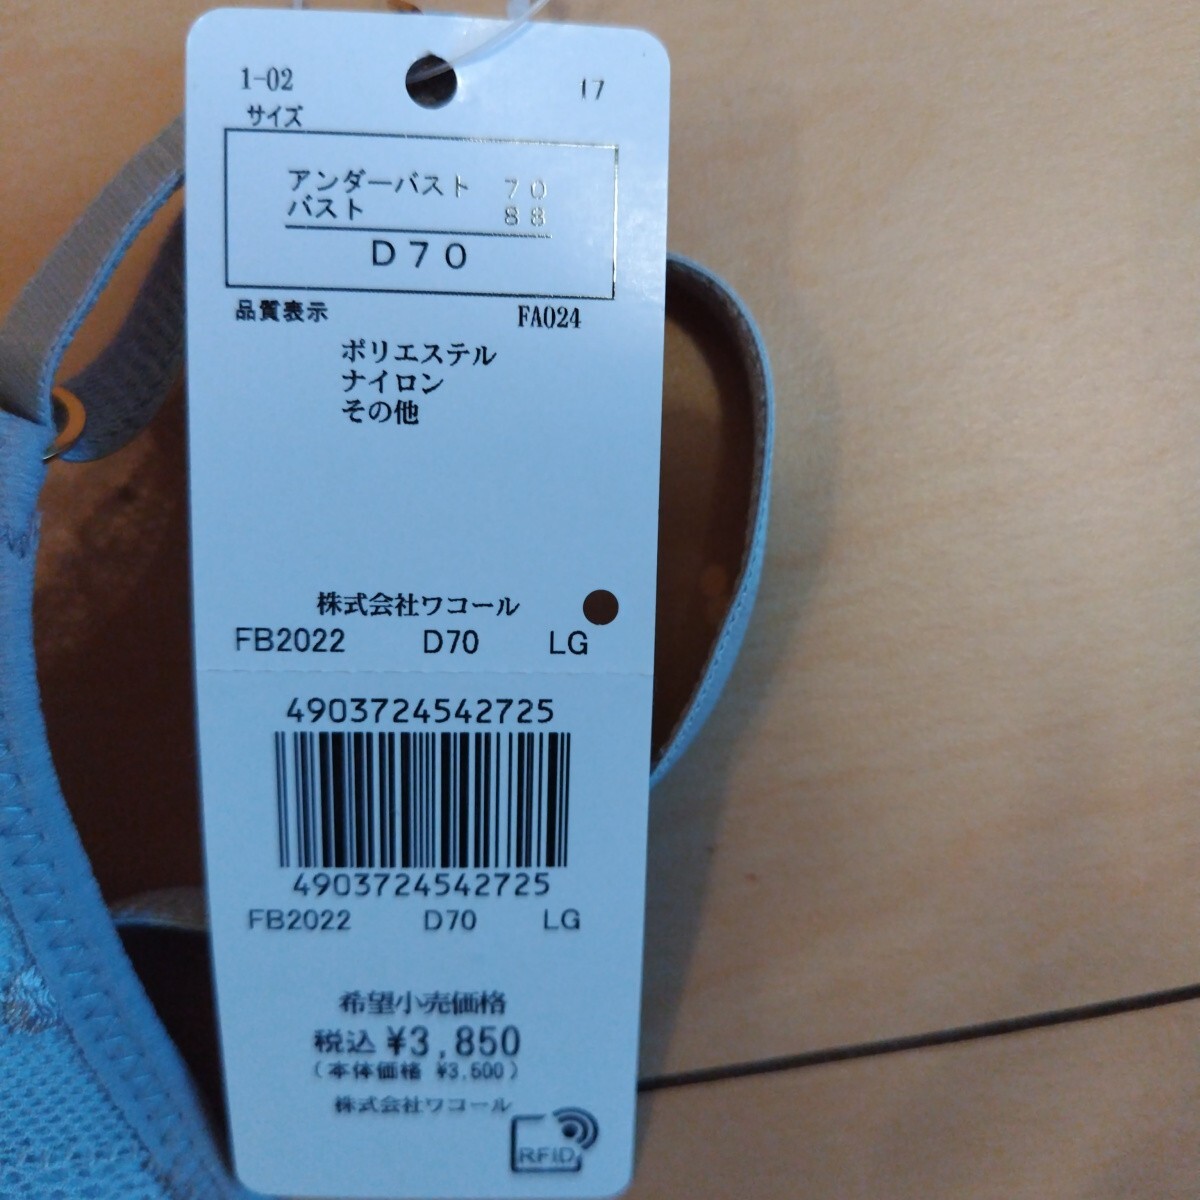 1-02 17
サイズ
アンダーバスト 70
バスト 88
D70
品質表示 FA024
ポリエステル
ナイロン
その他
株式会社ワコール
FB2022 D70 LG
4903724542725
4903724542725
FB2022 D70 LG
希望小売価格
税込 ¥3,850
(本体価格 ¥3,500)
株式会社ワコール
RFID